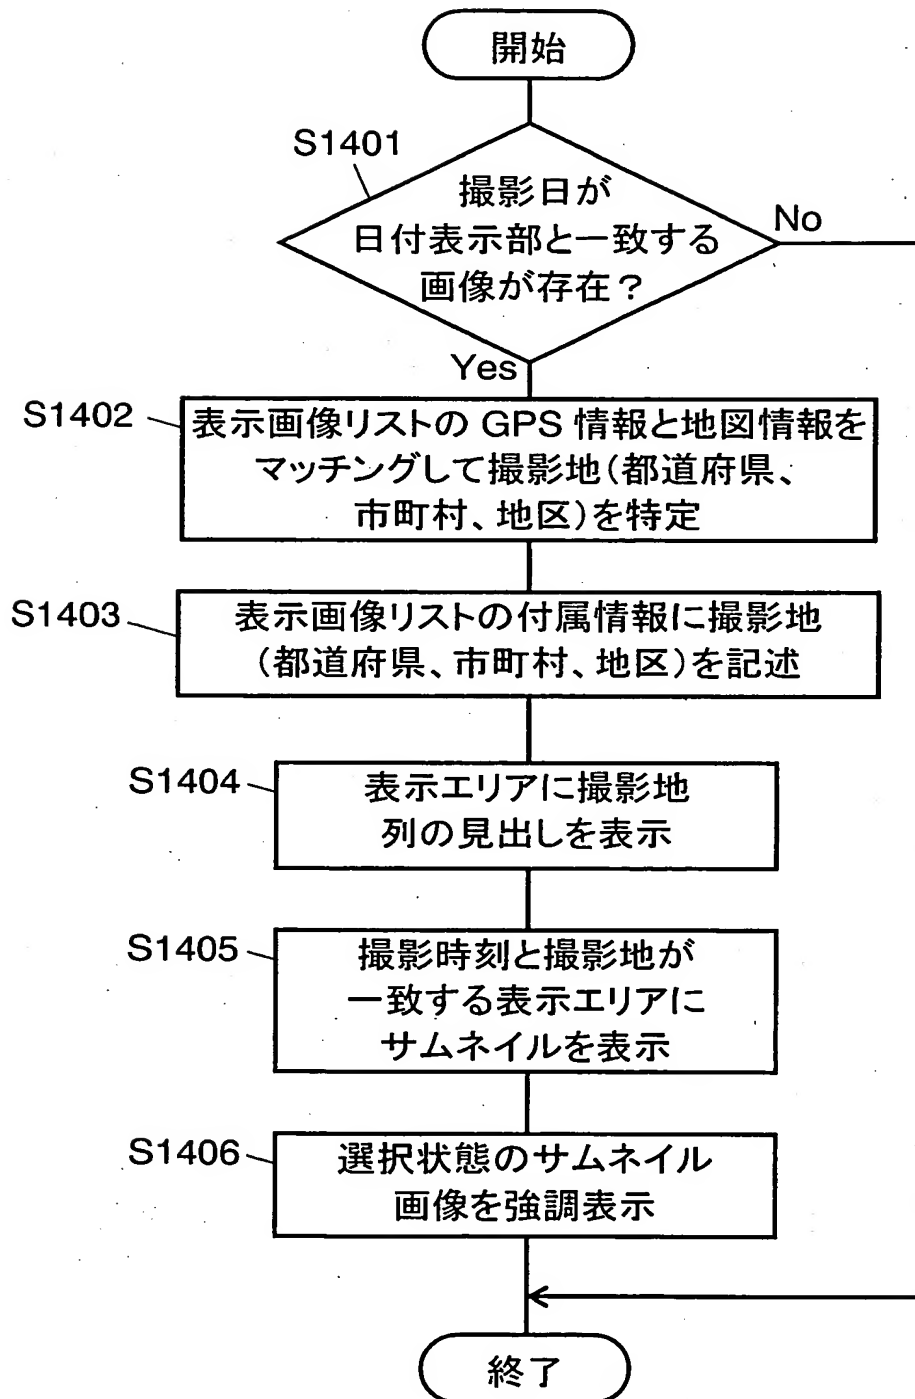 開始
S1401
撮影日が
日付表示部と一致する
画像が存在？
No
Yes
S1402
表示画像リストの GPS 情報と地図情報を
マッチングして撮影地（都道府県、
市町村、地区）を特定
S1403
表示画像リストの付属情報に撮影地
（都道府県、市町村、地区）を記述
S1404
表示エリアに撮影地
列の見出しを表示
S1405
撮影時刻と撮影地が
一致する表示エリアに
サムネイルを表示
S1406
選択状態のサムネイル
画像を強調表示
終了